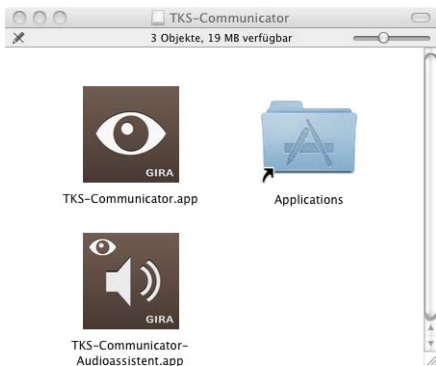 TKS-Communicator
3 Objekte, 19 MB verfügbar
GIRA
TKS-Communicator.app
Applications
GIRA
TKS-Communicator-
Audioassistent.app